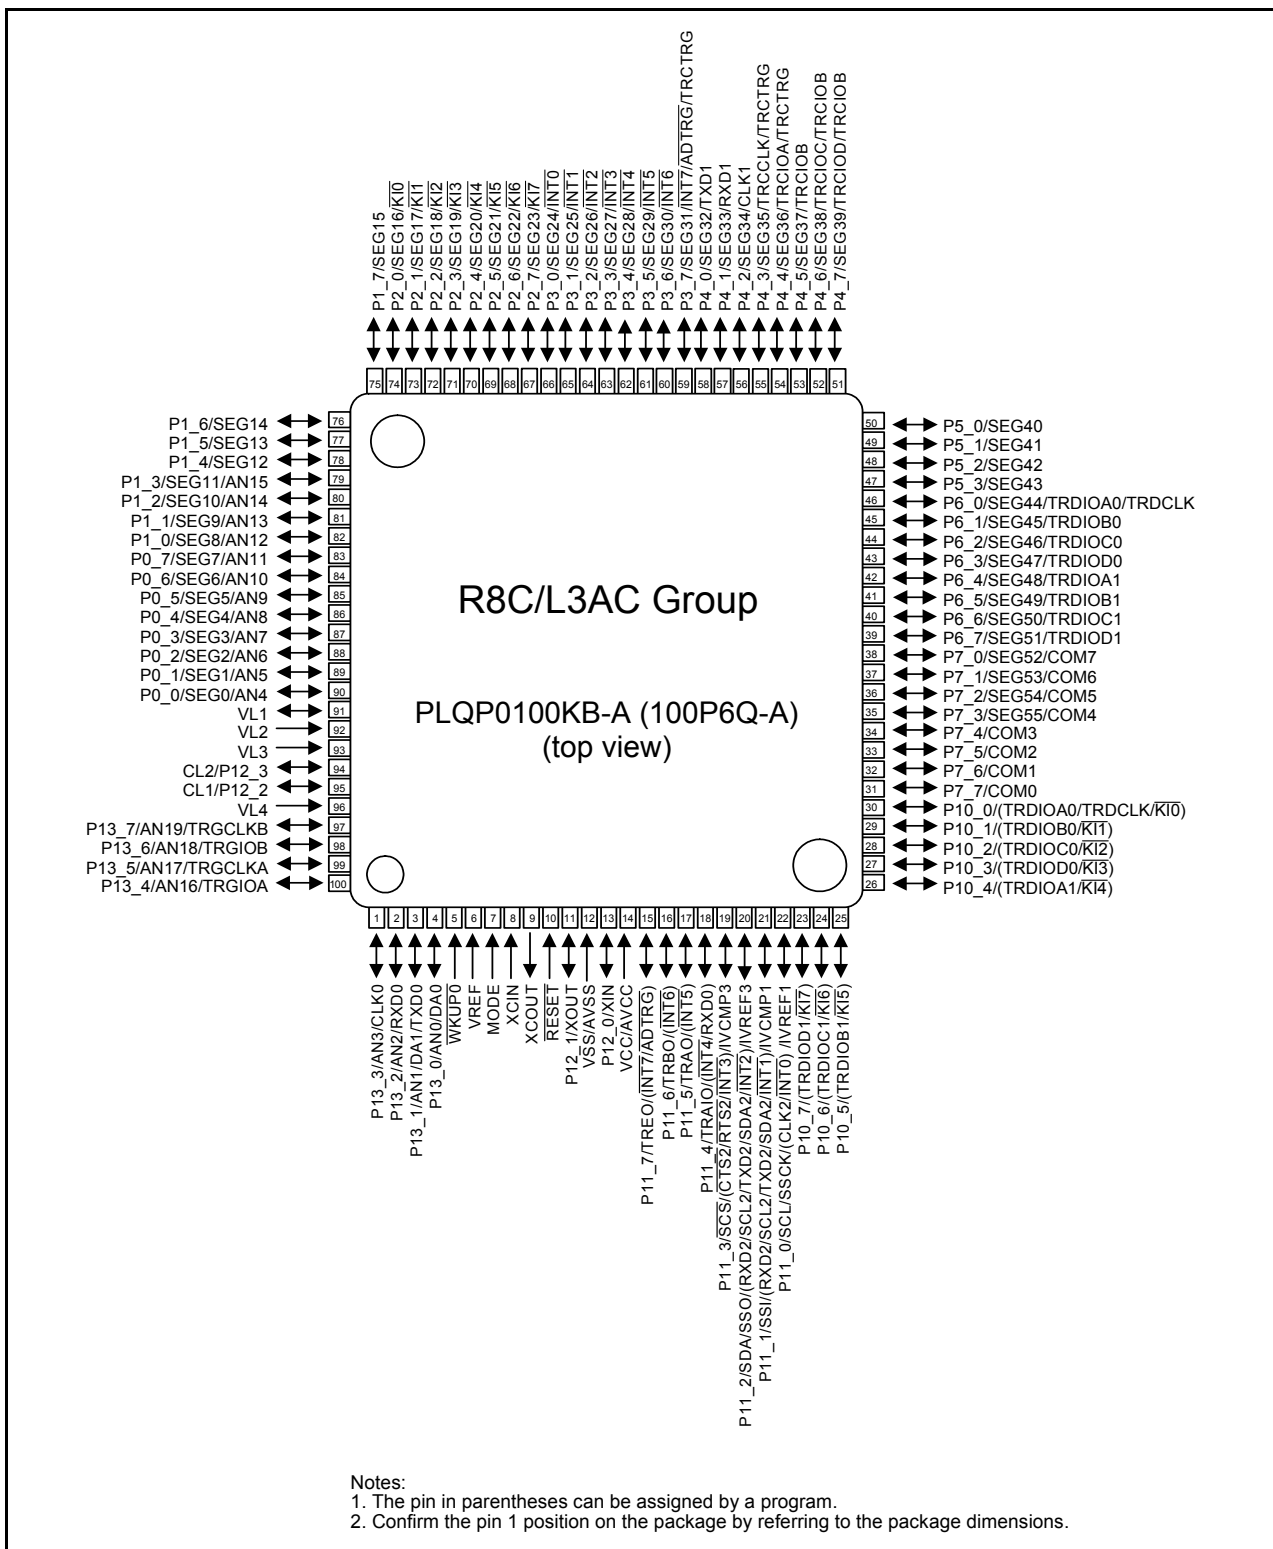 P1_7/SEG15
P2_0/SEG16/KI0
P2_1/SEG17/KI1
P2_2/SEG18/KI2
P2_3/SEG19/KI3
P2_4/SEG20/KI4
P2_5/SEG21/KI5
P2_6/SEG22/KI6
P2_7/SEG23/KI7
P3_0/SEG24/INT0
P3_1/SEG25/INT1
P3_2/SEG26/INT2
P3_3/SEG27/INT3
P3_4/SEG28/INT4
P3_5/SEG29/INT5
P3_6/SEG30/INT6
P3_7/SEG31/INT7/ADTRG/TRCTRG
P4_0/SEG32/TXD1
P4_1/SEG33/RXD1
P4_2/SEG34/CLK1
P4_3/SEG35/TRCCLK/TRCTRG
P4_4/SEG36/TRCIOA/TRCTRG
P4_5/SEG37/TRCIOB
P4_6/SEG38/TRCIOC/TRCIOB
P4_7/SEG39/TRCIOD/TRCIOB
75 74 73 72 71 70 69 68 67 66 65 64 63 62 61 60 59 58 57 56 55 54 53 52 51
P1_6/SEG14 76
P1_5/SEG13 77
P1_4/SEG12 78
P1_3/SEG11/AN15 79
P1_2/SEG10/AN14 80
P1_1/SEG9/AN13 81
P1_0/SEG8/AN12 82
P0_7/SEG7/AN11 83
P0_6/SEG6/AN10 84
P0_5/SEG5/AN9 85
P0_4/SEG4/AN8 86
P0_3/SEG3/AN7 87
P0_2/SEG2/AN6 88
P0_1/SEG1/AN5 89
P0_0/SEG0/AN4 90
VL1 91
VL2 92
VL3 93
CL2/P12_3 94
CL1/P12_2 95
VL4 96
P13_7/AN19/TRGCLKB 97
P13_6/AN18/TRGIOB 98
P13_5/AN17/TRGCLKA 99
P13_4/AN16/TRGIOA 100
R8C/L3AC Group
PLQP0100KB-A (100P6Q-A)
(top view)
50 P5_0/SEG40
49 P5_1/SEG41
48 P5_2/SEG42
47 P5_3/SEG43
46 P6_0/SEG44/TRDIOA0/TRDCLK
45 P6_1/SEG45/TRDIOB0
44 P6_2/SEG46/TRDIOC0
43 P6_3/SEG47/TRDIOD0
42 P6_4/SEG48/TRDIOA1
41 P6_5/SEG49/TRDIOB1
40 P6_6/SEG50/TRDIOC1
39 P6_7/SEG51/TRDIOD1
38 P7_0/SEG52/COM7
37 P7_1/SEG53/COM6
36 P7_2/SEG54/COM5
35 P7_3/SEG55/COM4
34 P7_4/COM3
33 P7_5/COM2
32 P7_6/COM1
31 P7_7/COM0
30 P10_0/(TRDIOA0/TRDCLK/KI0)
29 P10_1/(TRDIOB0/KI1)
28 P10_2/(TRDIOC0/KI2)
27 P10_3/(TRDIOD0/KI3)
26 P10_4/(TRDIOA1/KI4)
1 2 3 4 5 6 7 8 9 10 11 12 13 14 15 16 17 18 19 20 21 22 23 24 25
P13_3/AN3/CLK0
P13_2/AN2/RXD0
P13_1/AN1/DA1/TXD0
P13_0/AN0/DA0
WKUP0
VREF
MODE
XCIN
XCOUT
RESET
P12_1/XOUT
VSS/AVSS
P12_0/XIN
VCC/AVCC
P11_7/TREO/(INT7/ADTRG)
P11_6/TRBO/(INT6)
P11_5/TRAO/(INT5)
P11_4/TRAIO/(INT4/RXD0)
P11_3/SCS/(CTS2/RTS2/INT3)/IVCMP3
P11_2/SDA/SSO/(RXD2/SCL2/TXD2/SDA2/INT2)/IVREF3
P11_1/SSI/(RXD2/SCL2/TXD2/SDA2/INT1)/IVCMP1
P11_0/SCL/SSCK/(CLK2/INT0) /IVREF1
P10_7/(TRDIOD1/KI7)
P10_6/(TRDIOC1/KI6)
P10_5/(TRDIOB1/KI5)
Notes:
1. The pin in parentheses can be assigned by a program.
2. Confirm the pin 1 position on the package by referring to the package dimensions.